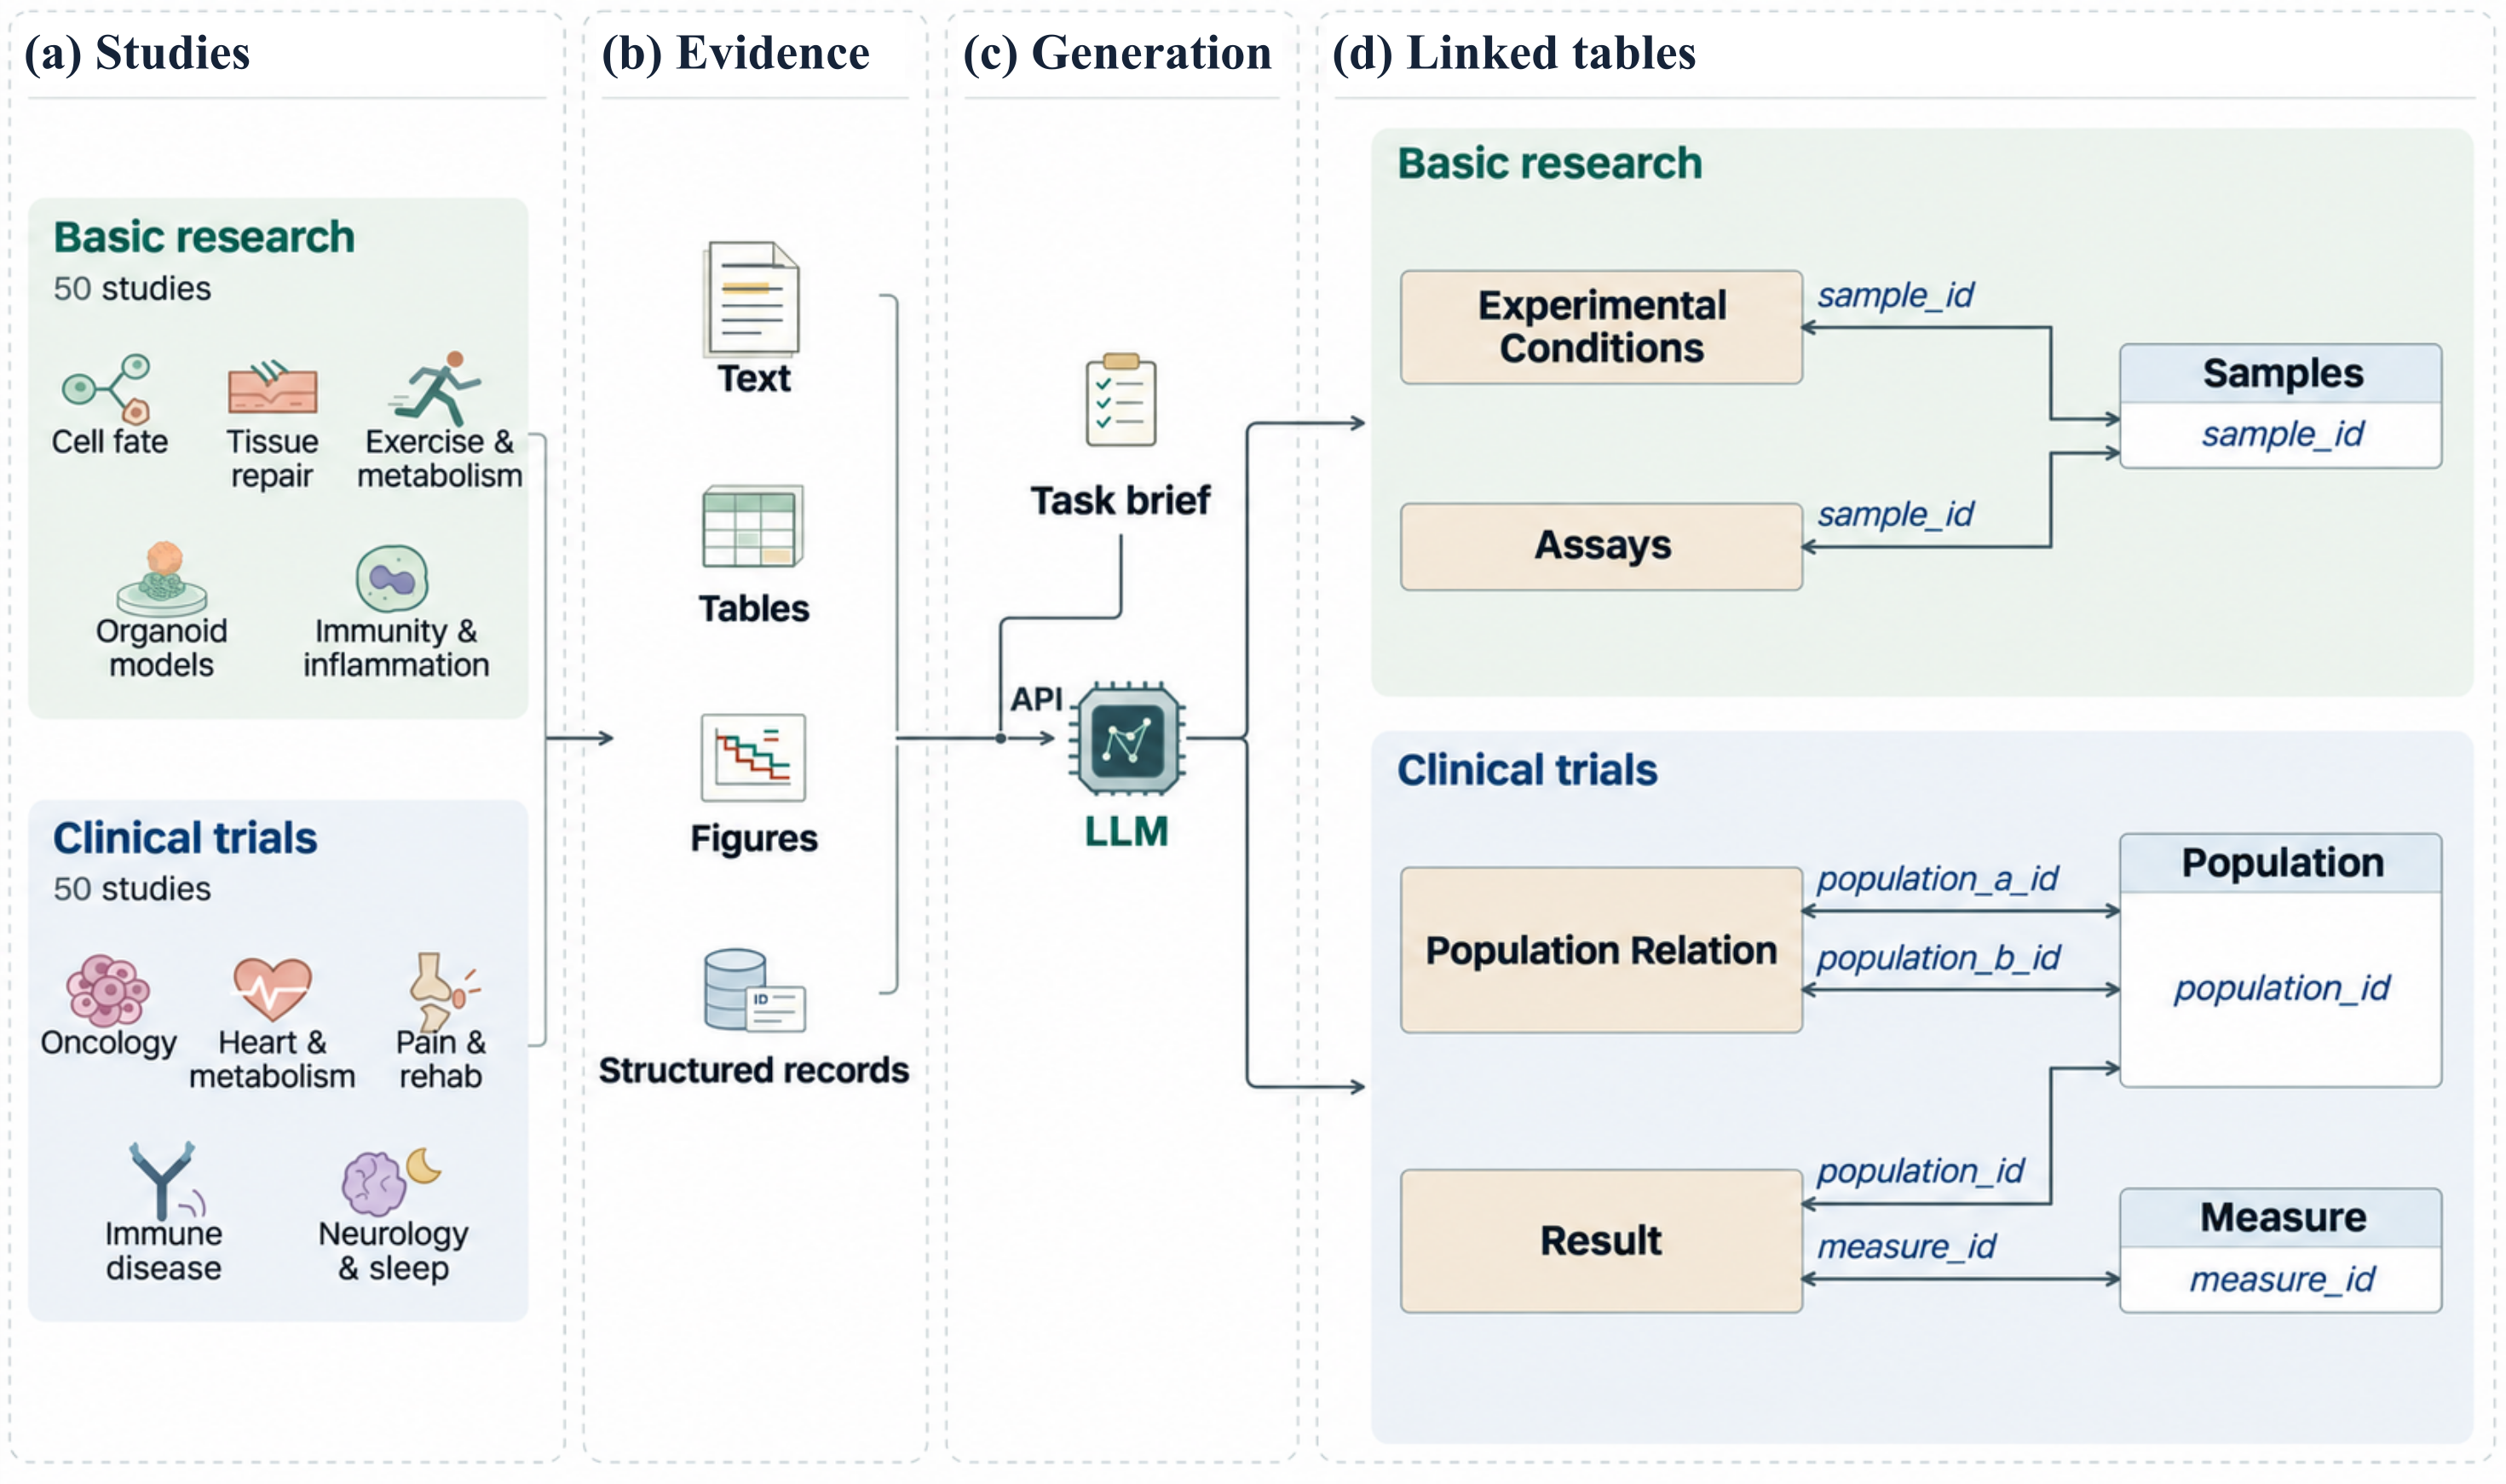 (a) Studies
Basic research
50 studies
Cell fate
Tissue
repair
Exercise &
metabolism
Organoid
models
Immunity &
inflammation
Clinical trials
50 studies
Oncology
Heart &
metabolism
Pain &
rehab
Immune
disease
Neurology
& sleep
(b) Evidence
Text
Tables
Figures
ID
Structured records
(c) Generation
Task brief
API
LLM
(d) Linked tables
Basic research
Experimental
Conditions
sample_id
Samples
sample_id
Assays
sample_id
Clinical trials
Population Relation
population_a_id
population_b_id
Population
population_id
Result
population_id
measure_id
Measure
measure_id